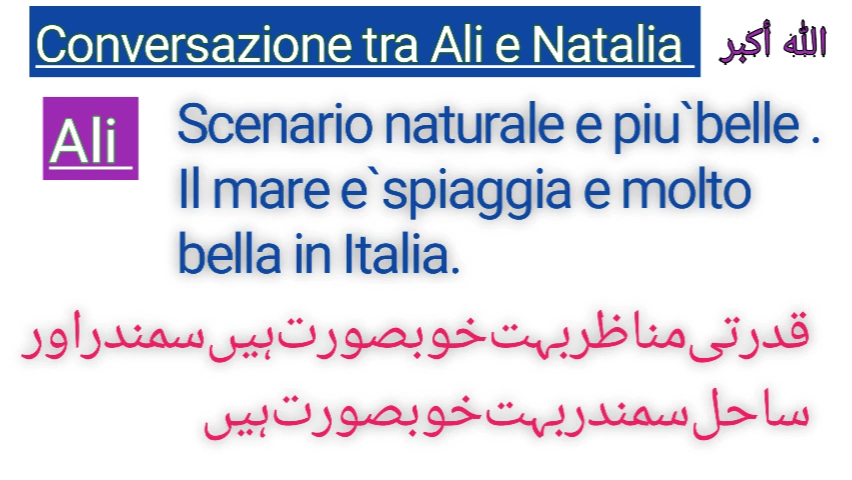 Conversazione tra Ali e Natalia
الله أكبر
Ali
Scenario naturale e piu`belle .
Il mare e`spiaggia e molto
bella in Italia.
قدرتی مناظر بہت خوبصورت ہیں سمندر اور
ساحل سمندر بہت خوبصورت ہیں